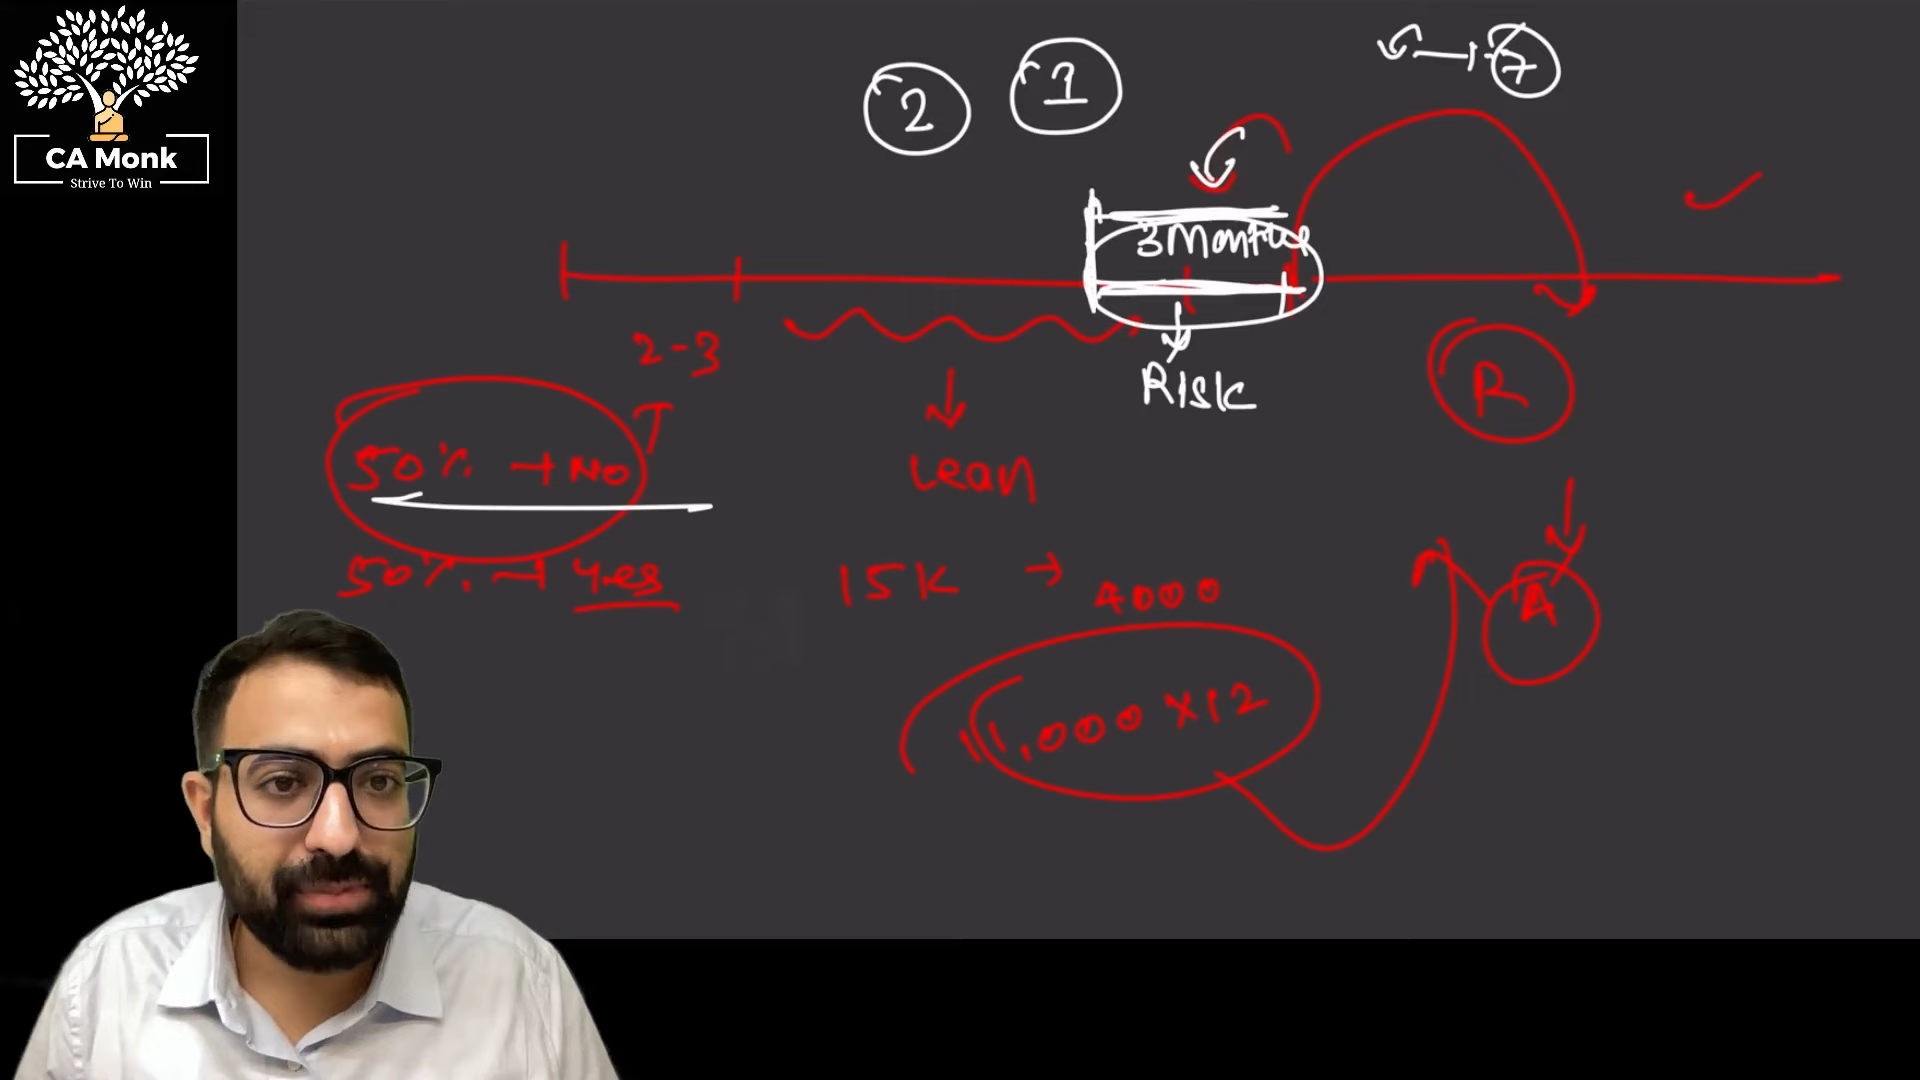 CA Monk
Strive To Win
2
1
7
3 Months
2-3
Risk
R
50% → No
Lean
50% → Yes
15K →
4000
A
11,000 x 12